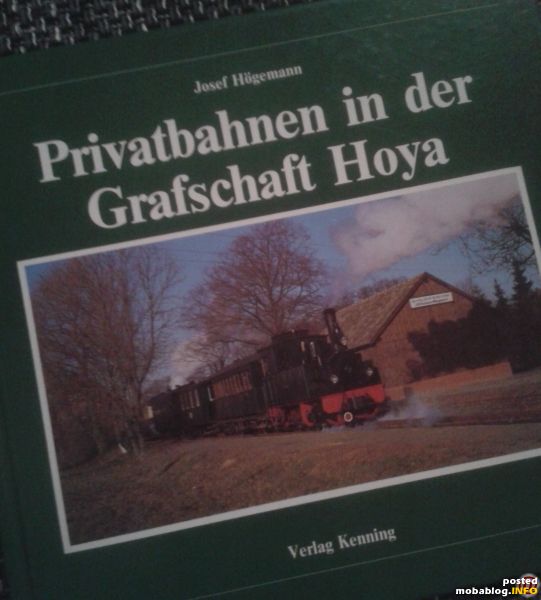 Josef Högemann
Privatbahnen in der
Grafschaft Hoya
Verlag Kenning
posted
mobablog.INFO